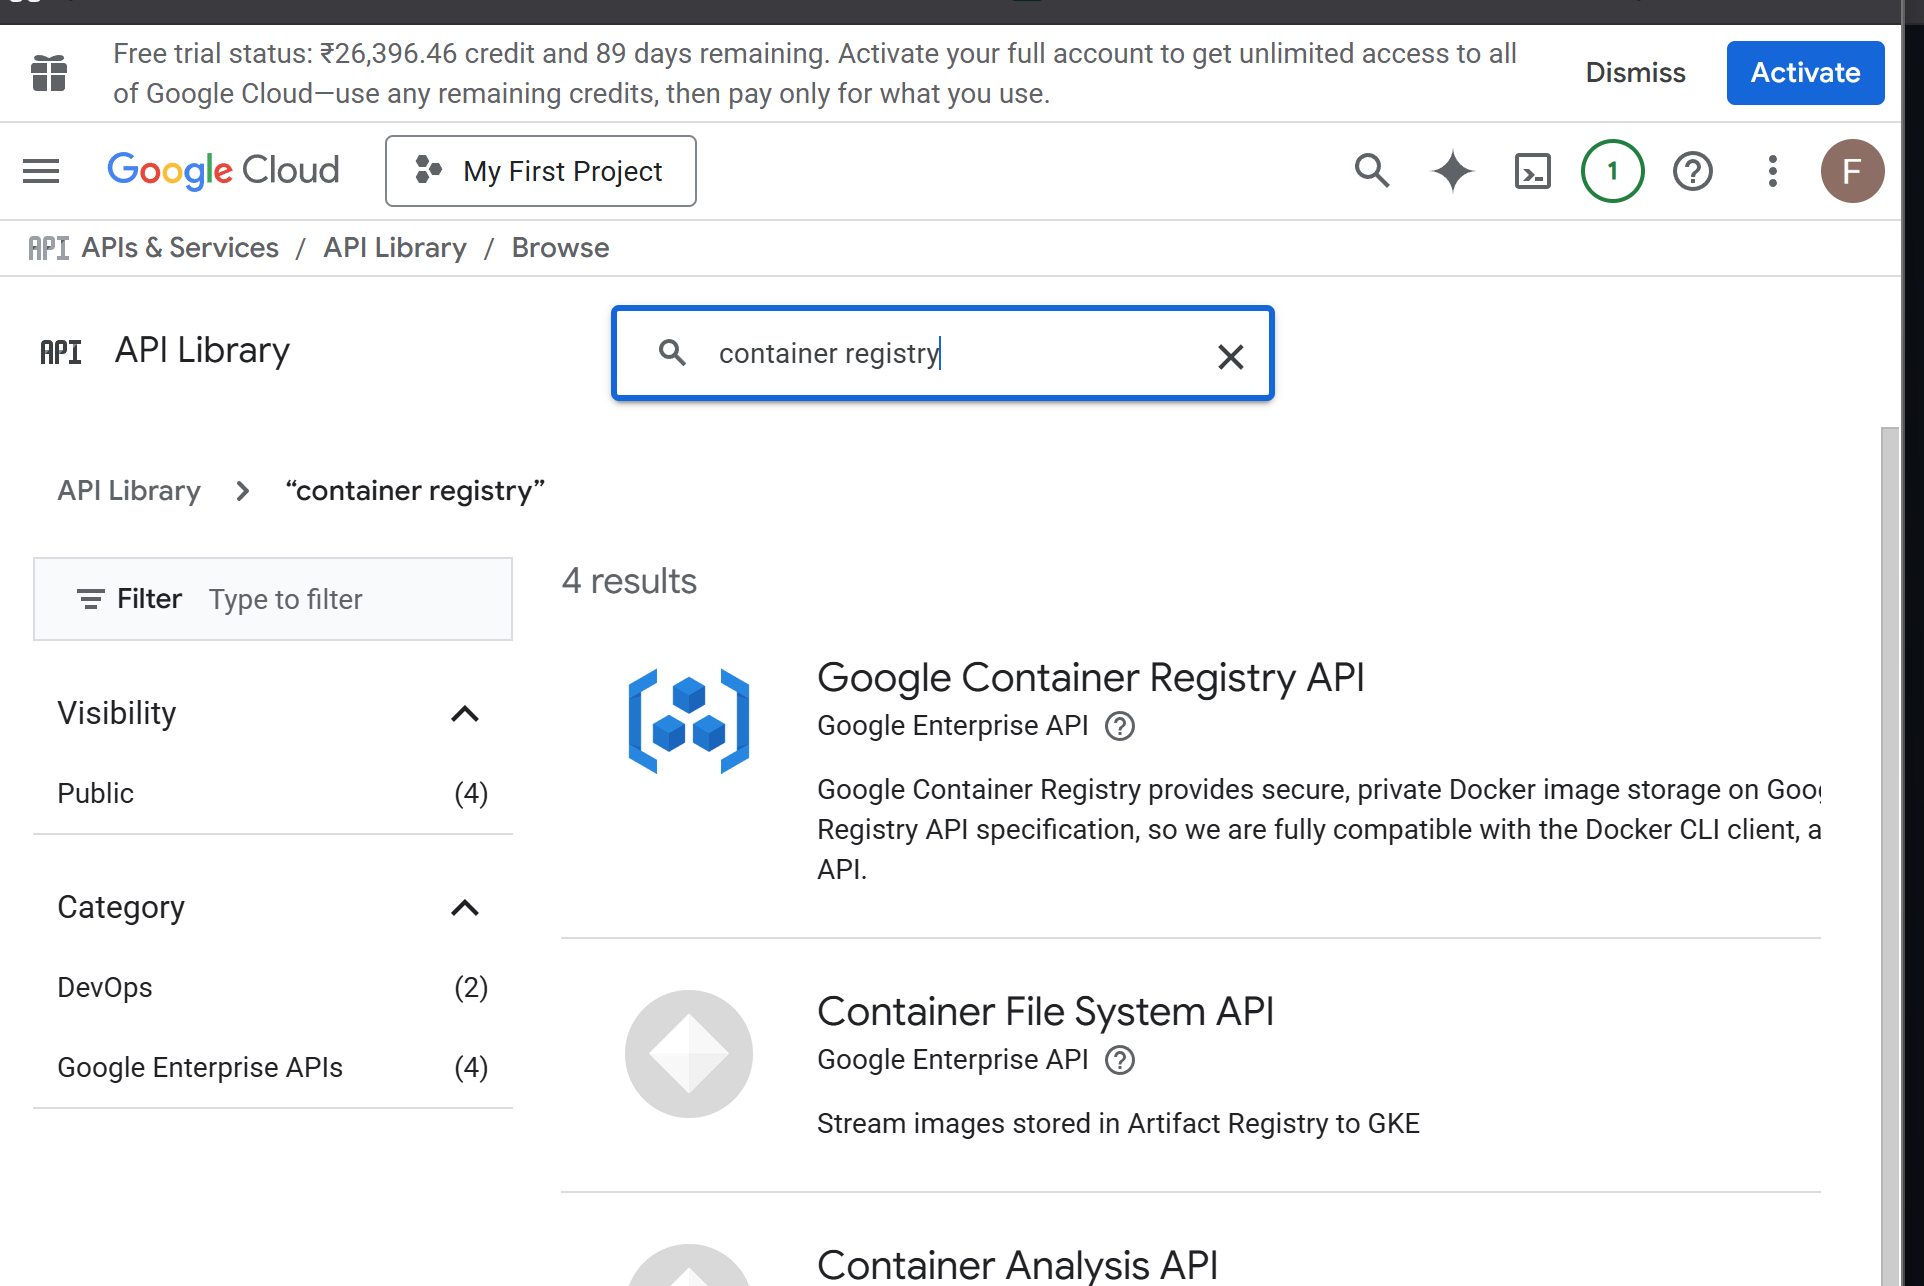 Free trial status: ₹26,396.46 credit and 89 days remaining. Activate your full account to get unlimited access to all
of Google Cloud—use any remaining credits, then pay only for what you use.
Dismiss
Activate
Google Cloud
My First Project
1
F
API APIs & Services / API Library / Browse
API API Library
container registry
API Library > “container registry”
Filter Type to filter
4 results
Visibility
Public (4)
Category
DevOps (2)
Google Enterprise APIs (4)
Google Container Registry API
Google Enterprise API
Google Container Registry provides secure, private Docker image storage on Goog
Registry API specification, so we are fully compatible with the Docker CLI client, a
API.
Container File System API
Google Enterprise API
Stream images stored in Artifact Registry to GKE
Container Analysis API